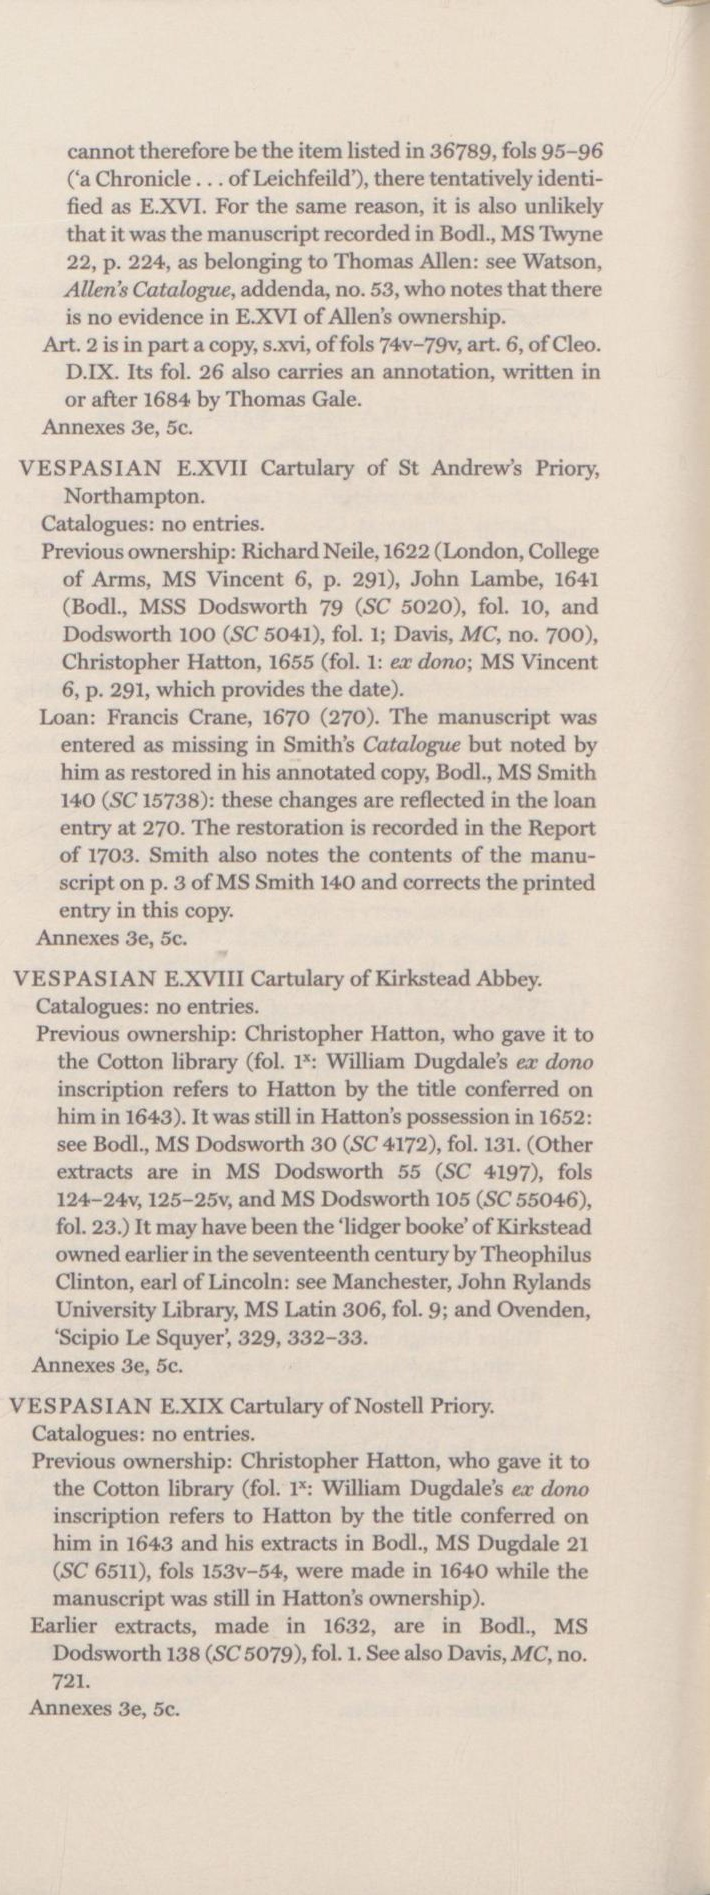 cannot therefore be the item listed in 36789, fols 95–96
(‘a Chronicle . . . of Leichfeild’), there tentatively identi-
fied as E.XVI. For the same reason, it is also unlikely
that it was the manuscript recorded in Bodl., MS Twyne
22, p. 224, as belonging to Thomas Allen: see Watson,
Allen’s Catalogue, addenda, no. 53, who notes that there
is no evidence in E.XVI of Allen’s ownership.
Art. 2 is in part a copy, s.xvi, of fols 74v–79v, art. 6, of Cleo.
D.IX. Its fol. 26 also carries an annotation, written in
or after 1684 by Thomas Gale.
Annexes 3e, 5c.
VESPASIAN E.XVII Cartulary of St Andrew’s Priory,
Northampton.
Catalogues: no entries.
Previous ownership: Richard Neile, 1622 (London, College
of Arms, MS Vincent 6, p. 291), John Lambe, 1641
(Bodl., MSS Dodsworth 79 (SC 5020), fol. 10, and
Dodsworth 100 (SC 5041), fol. 1; Davis, MC, no. 700),
Christopher Hatton, 1655 (fol. 1: ex dono; MS Vincent
6, p. 291, which provides the date).
Loan: Francis Crane, 1670 (270). The manuscript was
entered as missing in Smith’s Catalogue but noted by
him as restored in his annotated copy, Bodl., MS Smith
140 (SC 15738): these changes are reflected in the loan
entry at 270. The restoration is recorded in the Report
of 1703. Smith also notes the contents of the manu-
script on p. 3 of MS Smith 140 and corrects the printed
entry in this copy.
Annexes 3e, 5c.
VESPASIAN E.XVIII Cartulary of Kirkstead Abbey.
Catalogues: no entries.
Previous ownership: Christopher Hatton, who gave it to
the Cotton library (fol. 1ˣ: William Dugdale’s ex dono
inscription refers to Hatton by the title conferred on
him in 1643). It was still in Hatton’s possession in 1652:
see Bodl., MS Dodsworth 30 (SC 4172), fol. 131. (Other
extracts are in MS Dodsworth 55 (SC 4197), fols
124–24v, 125–25v, and MS Dodsworth 105 (SC 55046),
fol. 23.) It may have been the ‘lidger booke’ of Kirkstead
owned earlier in the seventeenth century by Theophilus
Clinton, earl of Lincoln: see Manchester, John Rylands
University Library, MS Latin 306, fol. 9; and Ovenden,
‘Scipio Le Squyer’, 329, 332–33.
Annexes 3e, 5c.
VESPASIAN E.XIX Cartulary of Nostell Priory.
Catalogues: no entries.
Previous ownership: Christopher Hatton, who gave it to
the Cotton library (fol. 1ˣ: William Dugdale’s ex dono
inscription refers to Hatton by the title conferred on
him in 1643 and his extracts in Bodl., MS Dugdale 21
(SC 6511), fols 153v–54, were made in 1640 while the
manuscript was still in Hatton’s ownership).
Earlier extracts, made in 1632, are in Bodl., MS
Dodsworth 138 (SC 5079), fol. 1. See also Davis, MC, no.
721.
Annexes 3e, 5c.